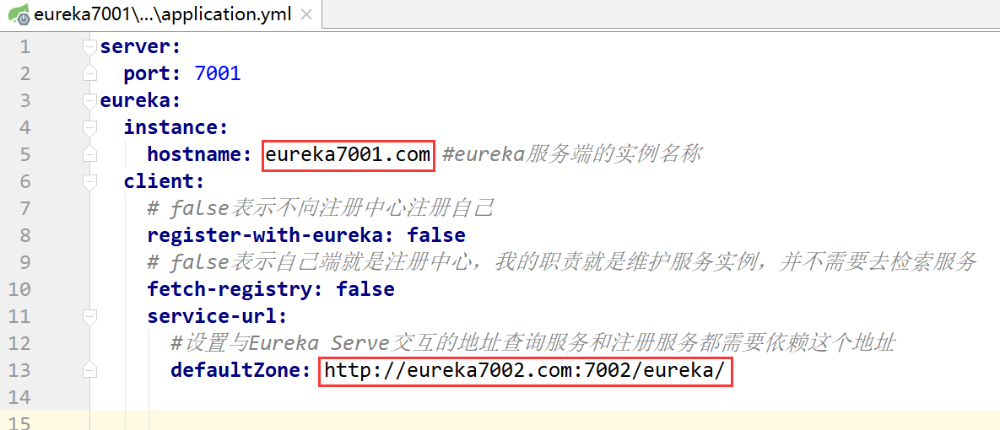 eureka7001\...\application.yml
1 server:
2 port: 7001
3 eureka:
4 instance:
5 hostname: eureka7001.com #eureka服务端的实例名称
6 client:
7 # false表示不向注册中心注册自己
8 register-with-eureka: false
9 # false表示自己端就是注册中心，我的职责就是维护服务实例，并不需要去检索服务
10 fetch-registry: false
11 service-url:
12 #设置与Eureka Serve交互的地址查询服务和注册服务都需要依赖这个地址
13 defaultZone: http://eureka7002.com:7002/eureka/
14
15